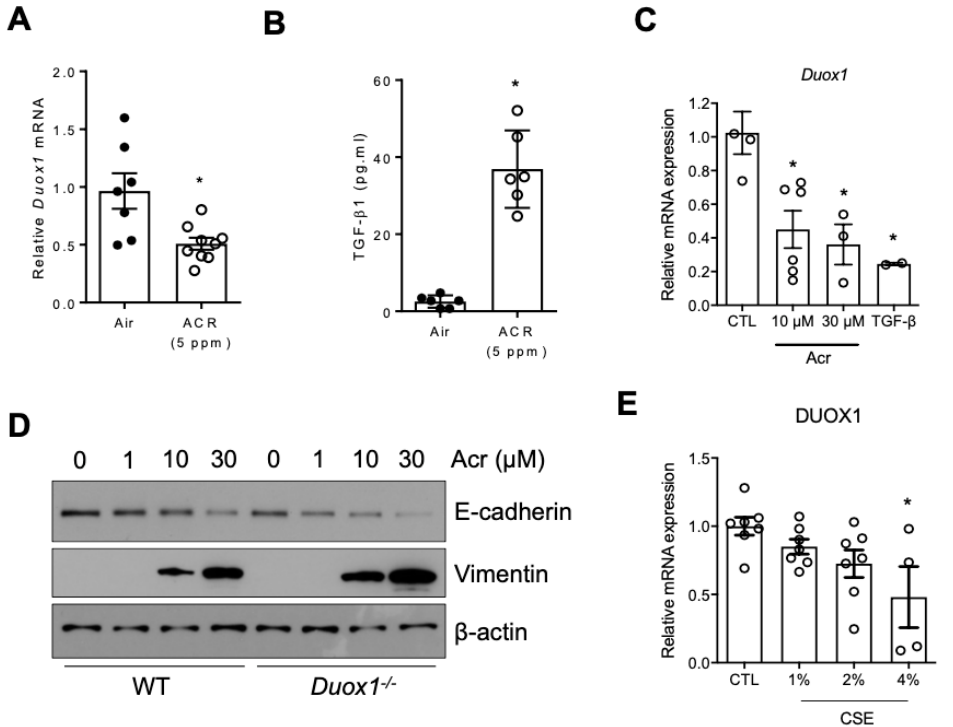 A
Relative Duox1 mRNA
2.0
1.5
1.0
0.5
0.0
*
Air
ACR
(5 ppm)
B
TGF-β1 (pg.ml)
60
40
20
0
*
Air
ACR
(5 ppm)
C
Duox1
Relative mRNA expression
1.2
1.0
0.8
0.6
0.4
0.2
0.0
*
*
*
CTL 10 μM 30 μM TGF-β
Acr
D
0 1 10 30 0 1 10 30 Acr (μM)
E-cadherin
Vimentin
β-actin
WT Duox1-/-
E
DUOX1
Relative mRNA expression
1.5
1.0
0.5
0.0
*
CTL 1% 2% 4%
CSE